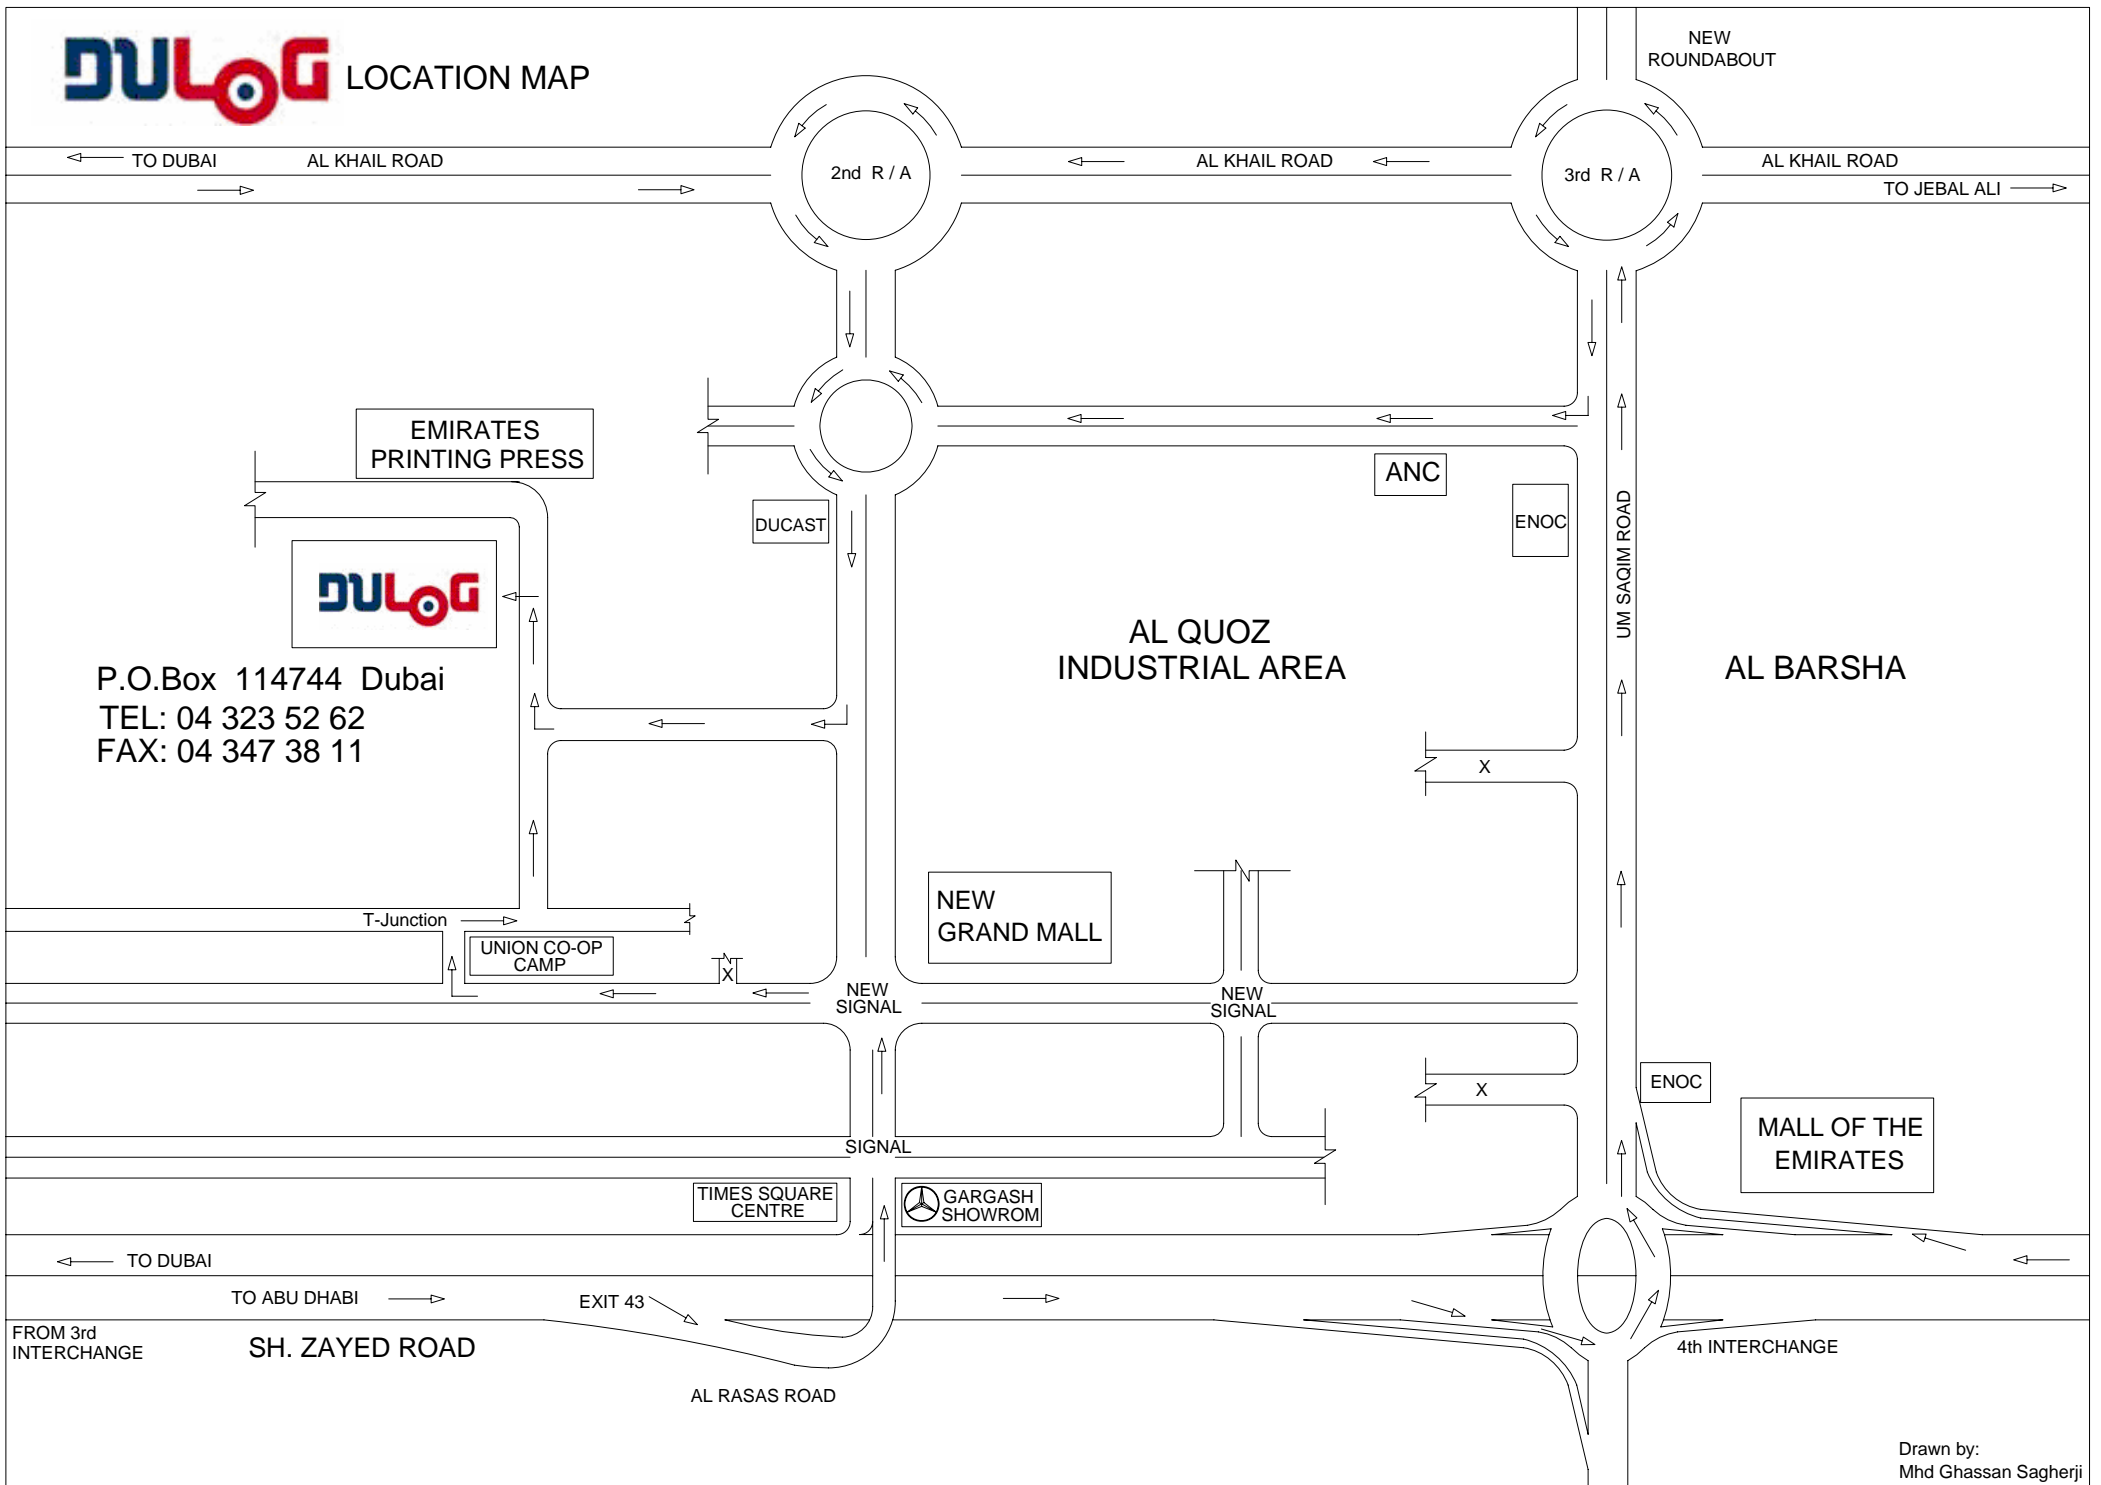 DULOG LOCATION MAP
NEW
ROUNDABOUT
TO DUBAI
AL KHAIL ROAD
2nd R / A
AL KHAIL ROAD
3rd R / A
AL KHAIL ROAD
TO JEBAL ALI
EMIRATES
PRINTING PRESS
ANC
DUCAST
ENOC
UM SAQIM ROAD
DULOG
AL QUOZ
INDUSTRIAL AREA
AL BARSHA
P.O.Box 114744 Dubai
TEL: 04 323 52 62
FAX: 04 347 38 11
X
NEW
GRAND MALL
T-Junction
UNION CO-OP
CAMP
X
NEW
SIGNAL
NEW
SIGNAL
X
ENOC
MALL OF THE
EMIRATES
SIGNAL
TIMES SQUARE
CENTRE
GARGASH
SHOWROM
TO DUBAI
TO ABU DHABI
EXIT 43
FROM 3rd
INTERCHANGE
SH. ZAYED ROAD
4th INTERCHANGE
AL RASAS ROAD
Drawn by:
Mhd Ghassan Sagherji